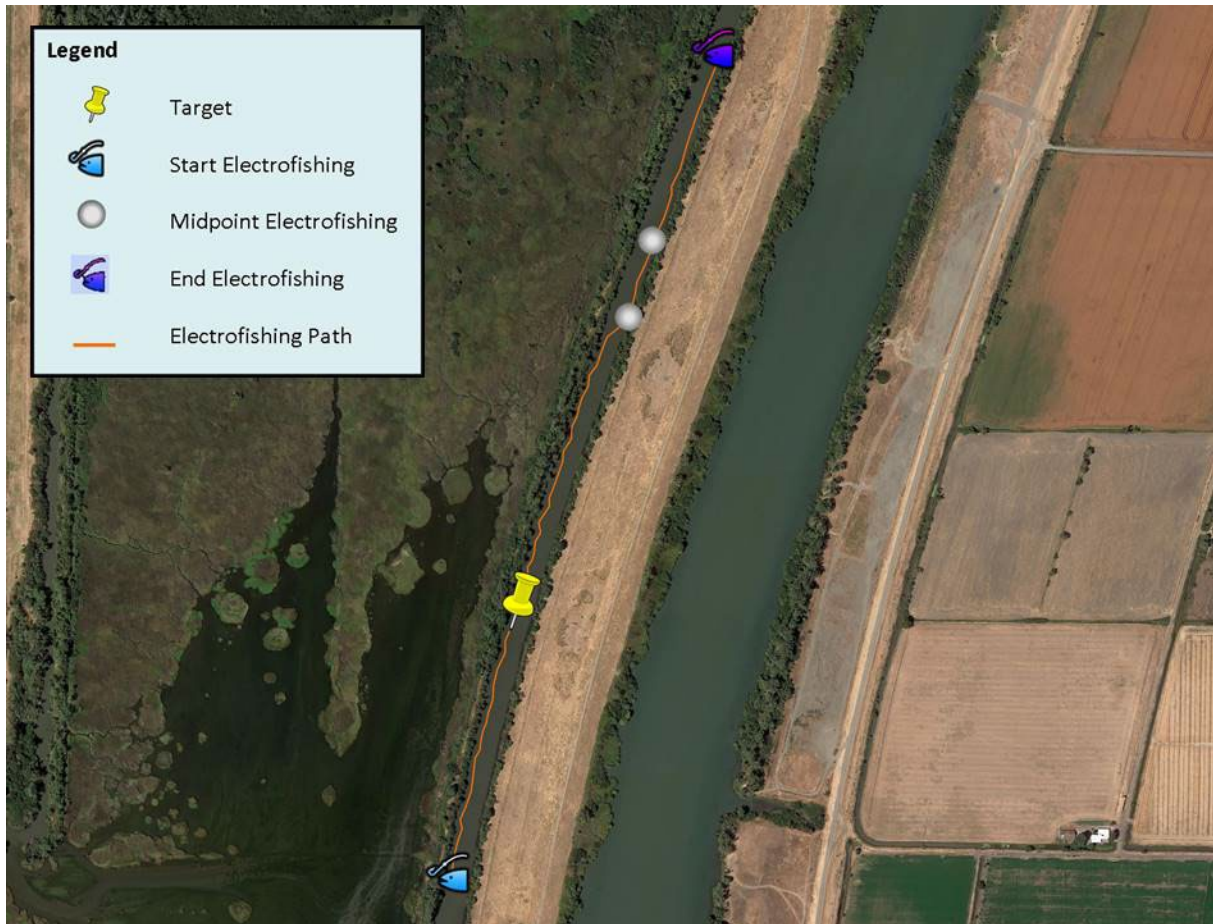 Legend
Target
Start Electrofishing
Midpoint Electrofishing
End Electrofishing
Electrofishing Path